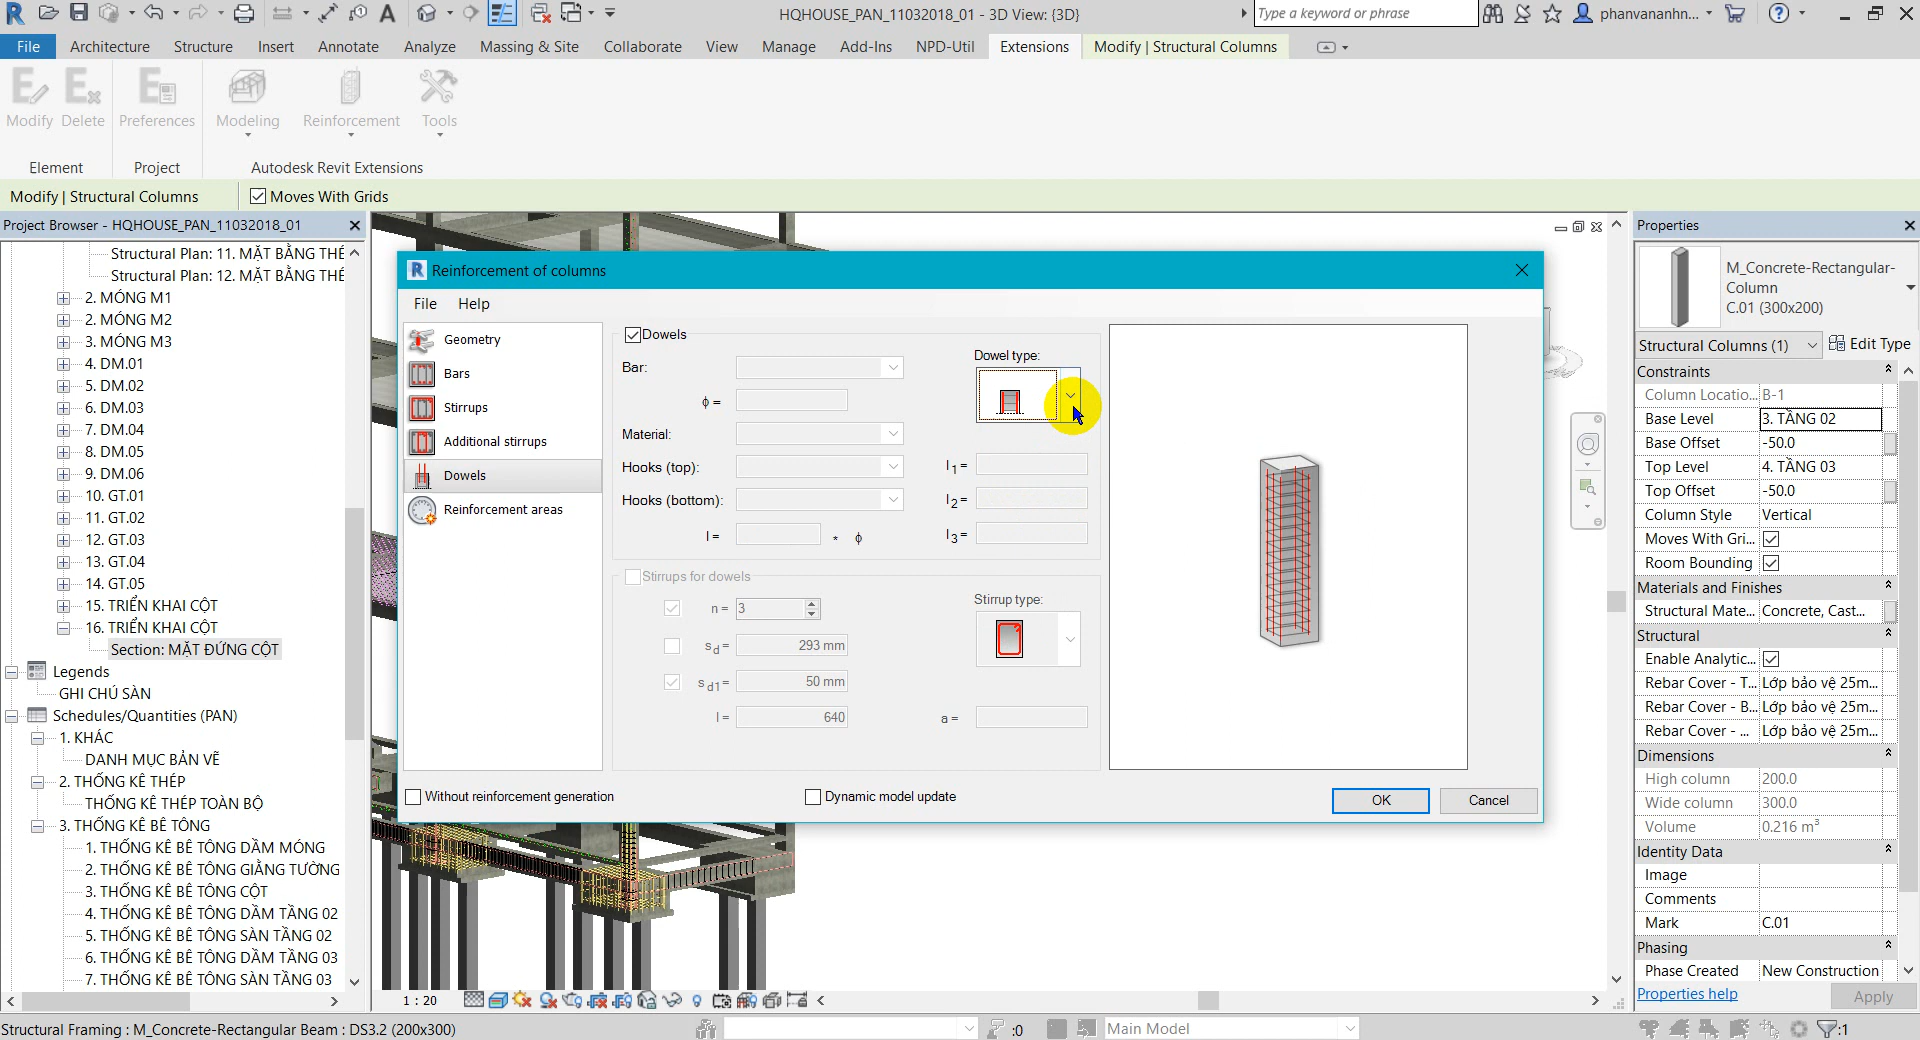 HQHOUSE_PAN_11032018_01 - 3D View: {3D}
Type a keyword or phrase
phanvananhn...
File
Architecture
Structure
Insert
Annotate
Analyze
Massing & Site
Collaborate
View
Manage
Add-Ins
NPD-Util
Extensions
Modify | Structural Columns
Modify
Delete
Preferences
Modeling
Reinforcement
Tools
Element
Project
Autodesk Revit Extensions
Modify | Structural Columns
Moves With Grids
Project Browser - HQHOUSE_PAN_11032018_01
Structural Plan: 11. MẶT BẰNG THÉ
Structural Plan: 12. MẶT BẰNG THÉ
2. MÓNG M1
2. MÓNG M2
3. MÓNG M3
4. DM.01
5. DM.02
6. DM.03
7. DM.04
8. DM.05
9. DM.06
10. GT.01
11. GT.02
12. GT.03
13. GT.04
14. GT.05
15. TRIỂN KHAI CỘT
16. TRIỂN KHAI CỘT
Section: MẶT ĐỨNG CỘT
Legends
GHI CHÚ SÀN
Schedules/Quantities (PAN)
1. KHÁC
DANH MỤC BẢN VẼ
2. THỐNG KÊ THÉP
THỐNG KÊ THÉP TOÀN BỘ
3. THỐNG KÊ BÊ TÔNG
1. THỐNG KÊ BÊ TÔNG DẦM MÓNG
2. THỐNG KÊ BÊ TÔNG GIẰNG TƯỜNG
3. THỐNG KÊ BÊ TÔNG CỘT
4. THỐNG KÊ BÊ TÔNG DẦM TẦNG 02
5. THỐNG KÊ BÊ TÔNG SÀN TẦNG 02
6. THỐNG KÊ BÊ TÔNG DẦM TẦNG 03
7. THỐNG KÊ BÊ TÔNG SÀN TẦNG 03
Reinforcement of columns
File
Help
Geometry
Bars
Stirrups
Additional stirrups
Dowels
Reinforcement areas
Dowels
Bar:
ϕ =
Material:
Hooks (top):
Hooks (bottom):
l =
* ϕ
Dowel type:
l1 =
l2 =
l3 =
Stirrups for dowels
n = 3
sd = 293 mm
sd1 = 50 mm
l = 640
Stirrup type:
a =
Without reinforcement generation
Dynamic model update
OK
Cancel
Properties
M_Concrete-Rectangular-
Column
C.01 (300x200)
Structural Columns (1)
Edit Type
Constraints
Column Locatio... B-1
Base Level 3. TẦNG 02
Base Offset -50.0
Top Level 4. TẦNG 03
Top Offset -50.0
Column Style Vertical
Moves With Gri...
Room Bounding
Materials and Finishes
Structural Mate... Concrete, Cast...
Structural
Enable Analytic...
Rebar Cover - T... Lớp bảo vệ 25m...
Rebar Cover - B... Lớp bảo vệ 25m...
Rebar Cover - ... Lớp bảo vệ 25m...
Dimensions
High column 200.0
Wide column 300.0
Volume 0.216 m³
Identity Data
Image
Comments
Mark C.01
Phasing
Phase Created New Construction
Properties help
Apply
1 : 20
Structural Framing : M_Concrete-Rectangular Beam : DS3.2 (200x300)
:0
Main Model
:1